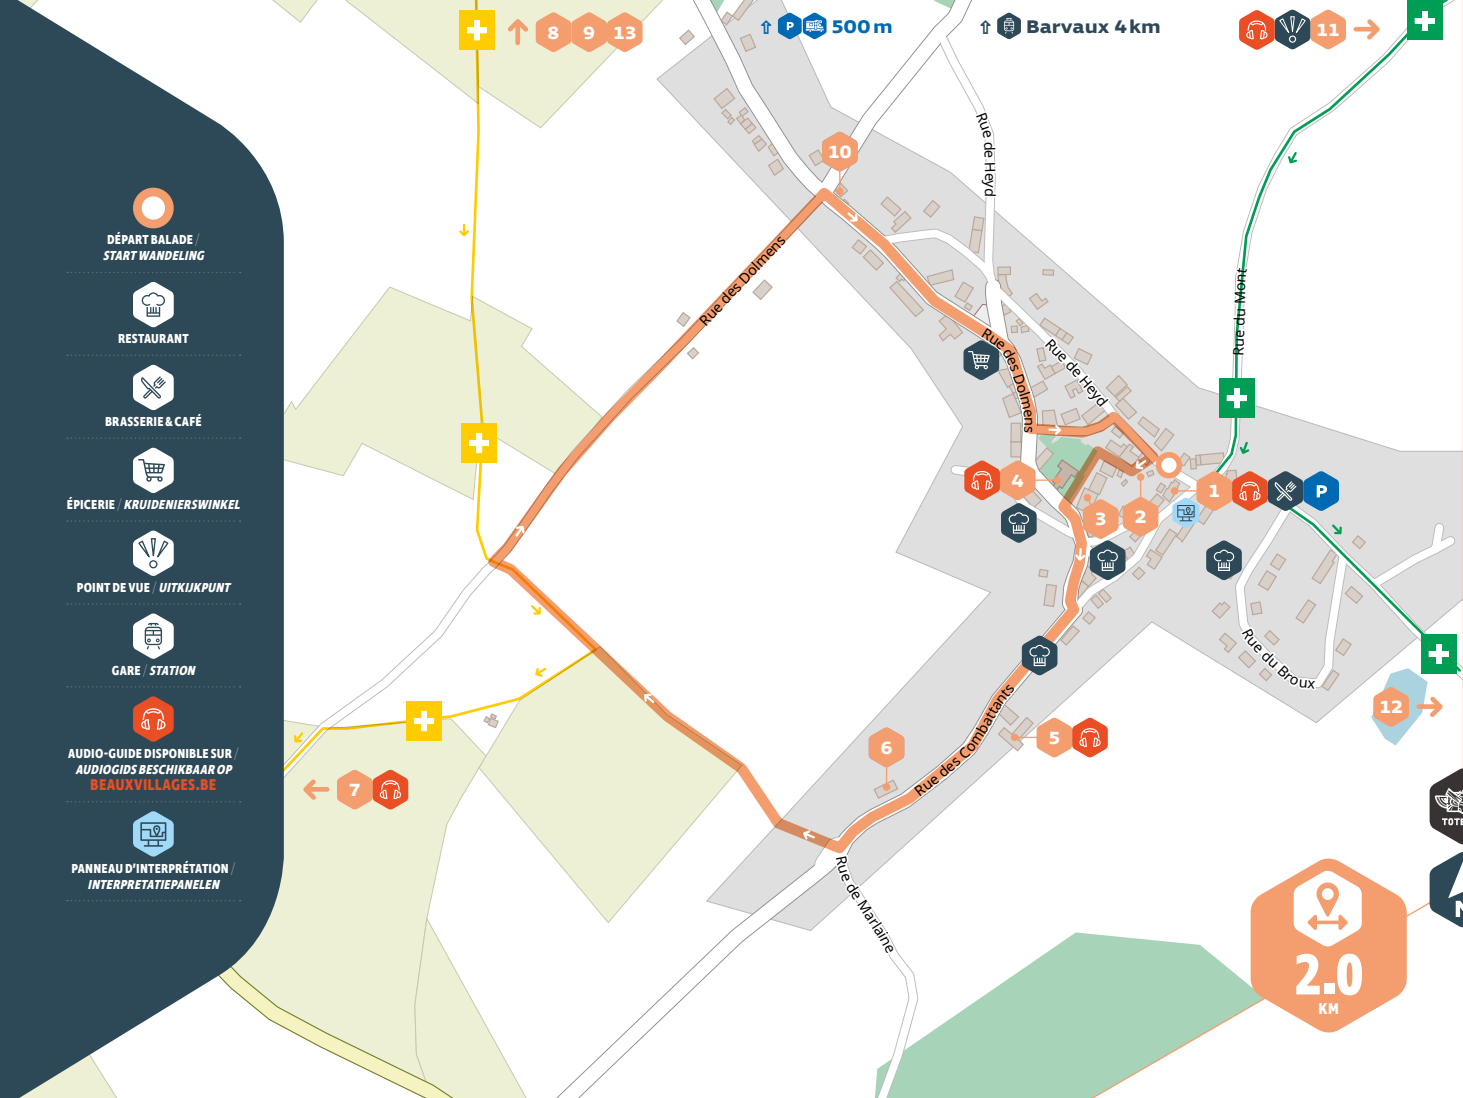 8 9 13
P 500 m
Barvaux 4 km
11
10
Rue de Heyd
Rue des Dolmens
Rue du Mont
Rue des Dolmens
Rue de Heyd
4
1
P
3
2
Rue du Broux
12
5
6
Rue des Combattants
7
Rue de Marlaine
2.0
KM
DÉPART BALADE /
START WANDELING
RESTAURANT
BRASSERIE & CAFÉ
ÉPICERIE / KRUIDENIERSWINKEL
POINT DE VUE / UITKIJKPUNT
GARE / STATION
AUDIO-GUIDE DISPONIBLE SUR /
AUDIOGIDS BESCHIKBAAR OP
BEAUXVILLAGES.BE
PANNEAU D'INTERPRÉTATION /
INTERPRETATIEPANELEN